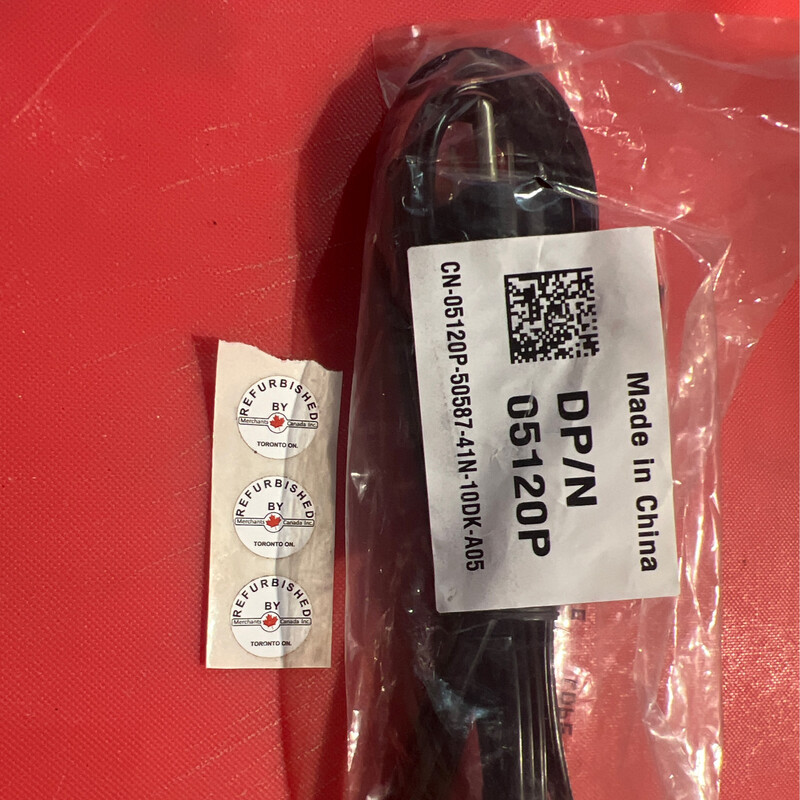 REFURBISHED
BY
Merchants Canada Inc.
TORONTO ON.
REFURBISHED
BY
Merchants Canada Inc.
TORONTO ON.
REFURBISHED
BY
Merchants Canada Inc.
TORONTO ON.
Made in China
DP/N
05120P
CN-05120P-50587-41N-10DK-A05